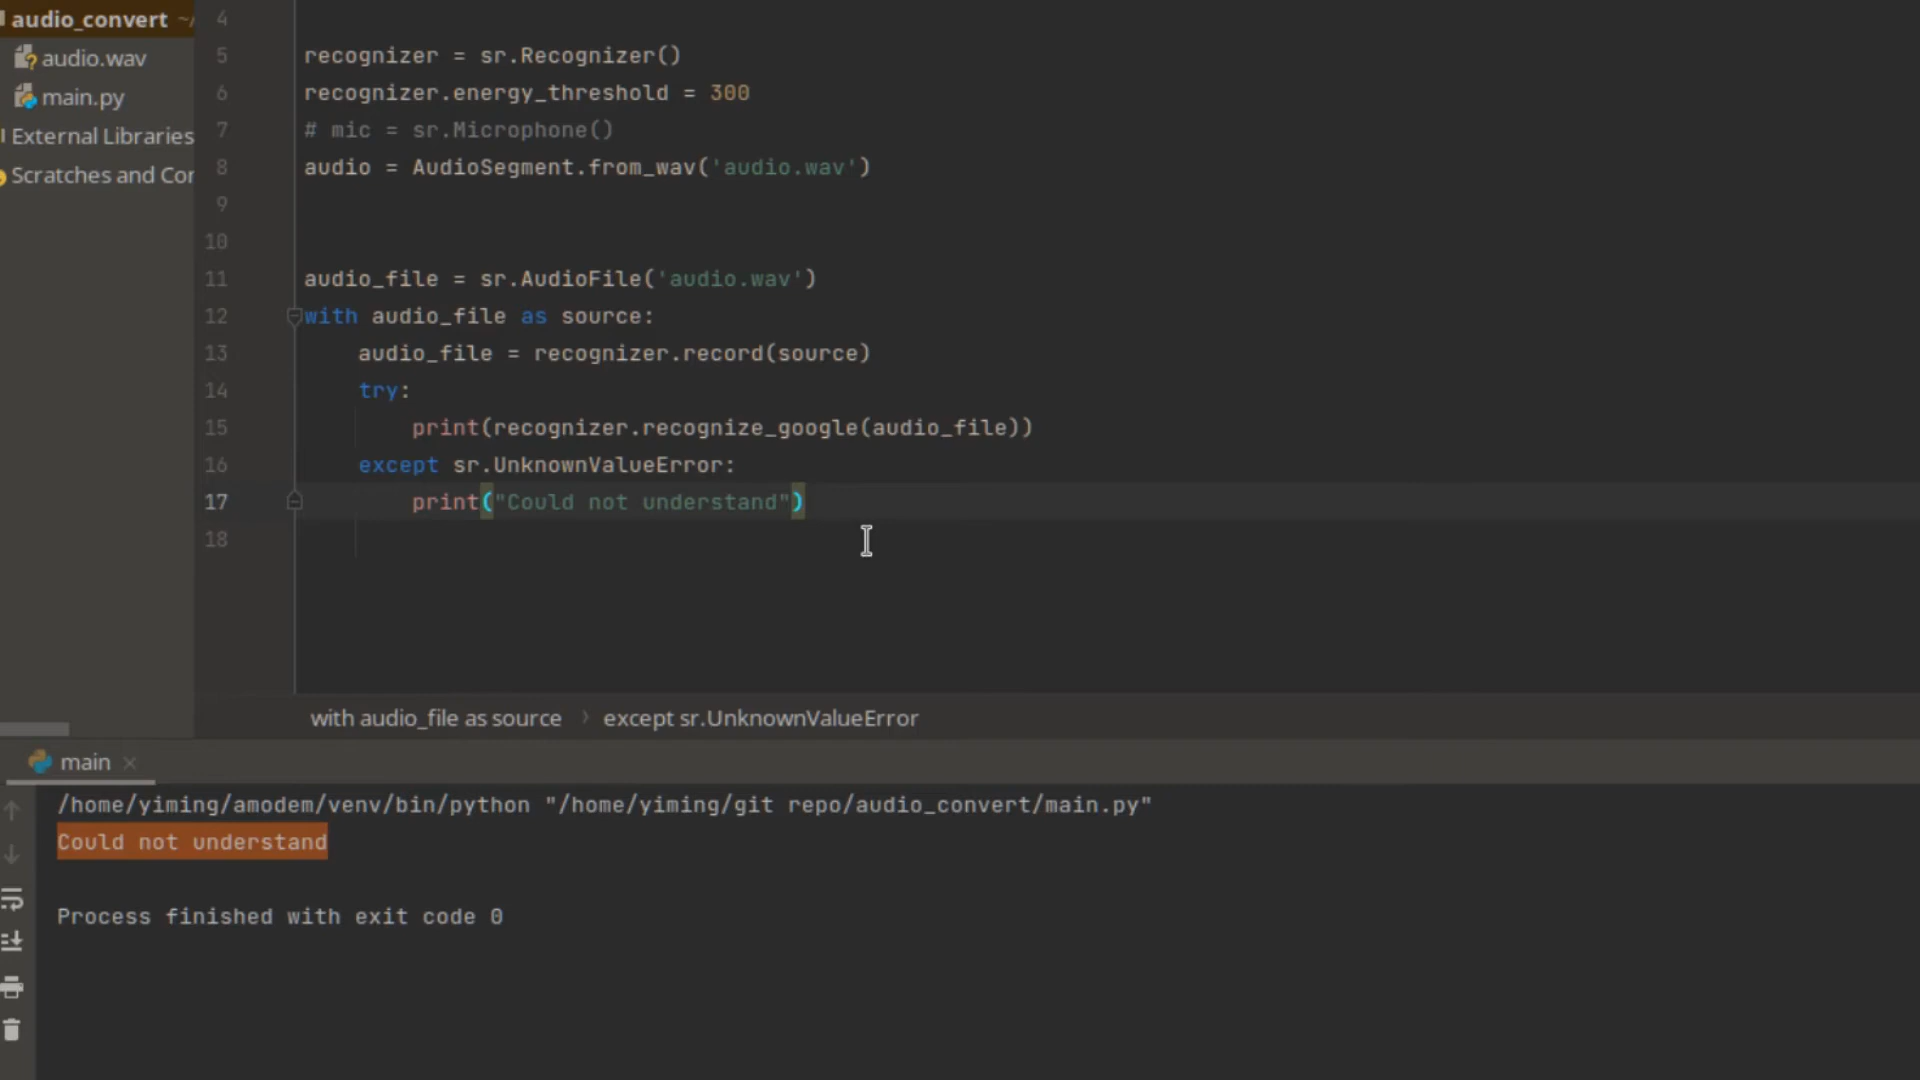 audio_convert ~/
audio.wav
main.py
External Libraries
Scratches and Cor
4
5 recognizer = sr.Recognizer()
6 recognizer.energy_threshold = 300
7 # mic = sr.Microphone()
8 audio = AudioSegment.from_wav('audio.wav')
9
10
11 audio_file = sr.AudioFile('audio.wav')
12 with audio_file as source:
13 audio_file = recognizer.record(source)
14 try:
15 print(recognizer.recognize_google(audio_file))
16 except sr.UnknownValueError:
17 print("Could not understand")
18
with audio_file as source › except sr.UnknownValueError
main ×
/home/yiming/amodem/venv/bin/python "/home/yiming/git repo/audio_convert/main.py"
Could not understand
Process finished with exit code 0